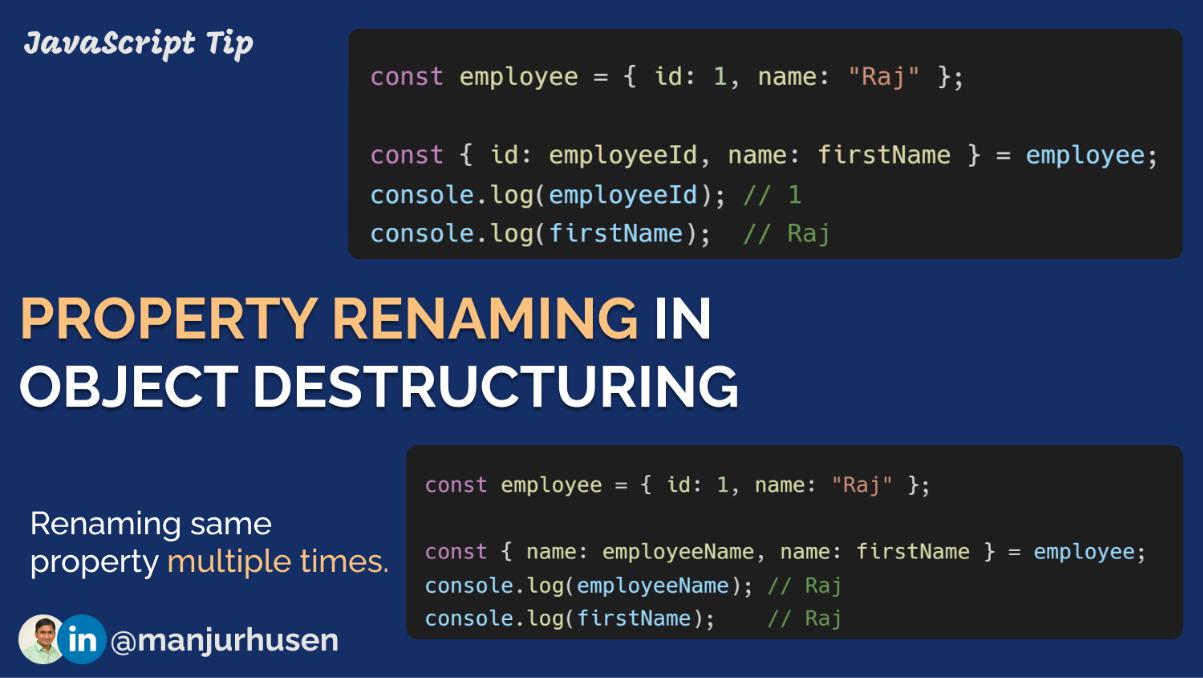 JavaScript Tip
const employee = { id: 1, name: "Raj" };
const { id: employeeId, name: firstName } = employee;
console.log(employeeId); // 1
console.log(firstName);  // Raj
PROPERTY RENAMING IN
OBJECT DESTRUCTURING
Renaming same
property multiple times.
const employee = { id: 1, name: "Raj" };
const { name: employeeName, name: firstName } = employee;
console.log(employeeName); // Raj
console.log(firstName);    // Raj
in @manjurhusen